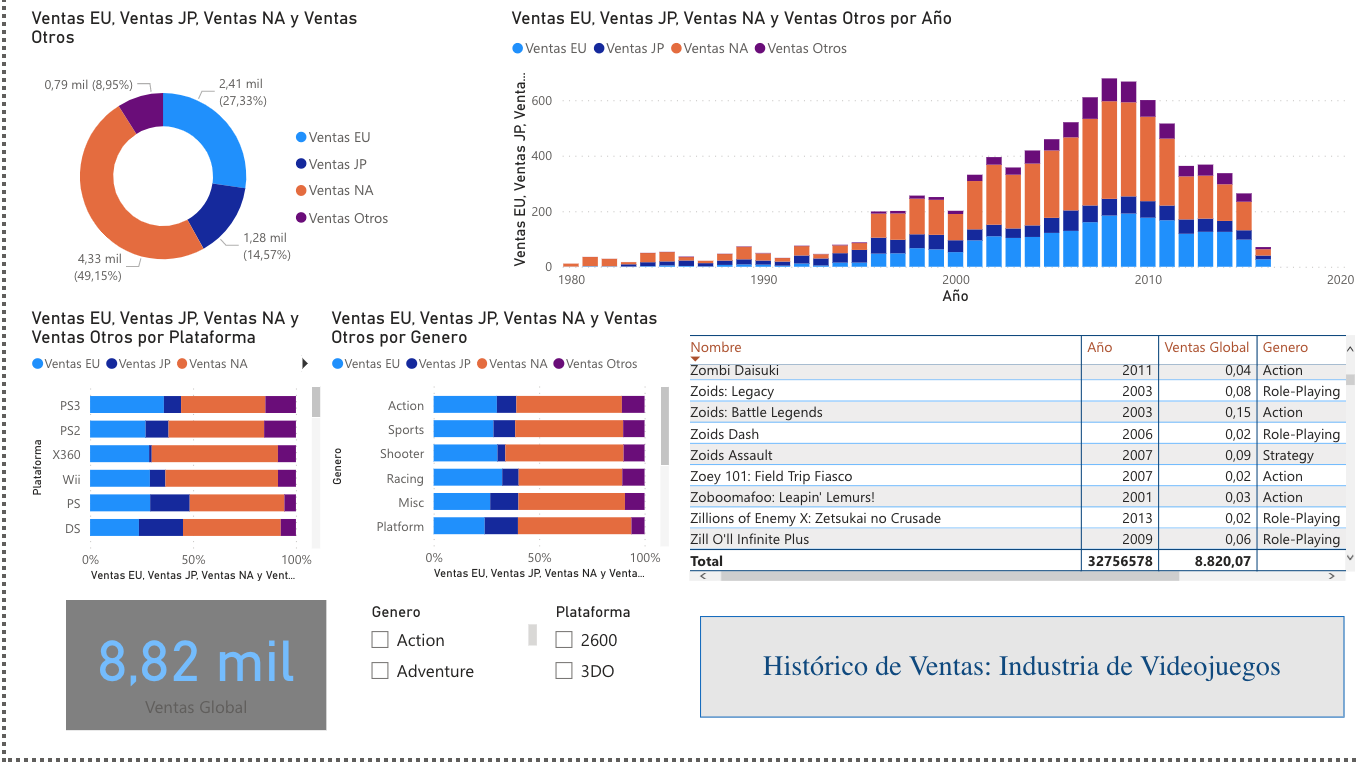 Ventas EU, Ventas JP, Ventas NA y Ventas
Otros
0,79 mil (8,95%)
2,41 mil
(27,33%)
1,28 mil
(14,57%)
4,33 mil
(49,15%)
Ventas EU
Ventas JP
Ventas NA
Ventas Otros
Ventas EU, Ventas JP, Ventas NA y Ventas Otros por Año
Ventas EU Ventas JP Ventas NA Ventas Otros
Ventas EU, Ventas JP, Venta...
600
400
200
0
1980 1990 2000 2010 2020
Año
Ventas EU, Ventas JP, Ventas NA y
Ventas Otros por Plataforma
Ventas EU Ventas JP Ventas NA
Plataforma
PS3
PS2
X360
Wii
PS
DS
0% 50% 100%
Ventas EU, Ventas JP, Ventas NA y Vent...
Ventas EU, Ventas JP, Ventas NA y Ventas
Otros por Genero
Ventas EU Ventas JP Ventas NA Ventas Otros
Genero
Action
Sports
Shooter
Racing
Misc
Platform
0% 50% 100%
Ventas EU, Ventas JP, Ventas NA y Venta...
Nombre Año Ventas Global Genero
Zombi Daisuki 2011 0,04 Action
Zoids: Legacy 2003 0,08 Role-Playing
Zoids: Battle Legends 2003 0,15 Action
Zoids Dash 2006 0,02 Role-Playing
Zoids Assault 2007 0,09 Strategy
Zoey 101: Field Trip Fiasco 2007 0,02 Action
Zoboomafoo: Leapin' Lemurs! 2001 0,03 Action
Zillions of Enemy X: Zetsukai no Crusade 2013 0,02 Role-Playing
Zill O'll Infinite Plus 2009 0,06 Role-Playing
Total 32756578 8.820,07
8,82 mil
Ventas Global
Genero
Action
Adventure
Plataforma
2600
3DO
Histórico de Ventas: Industria de Videojuegos